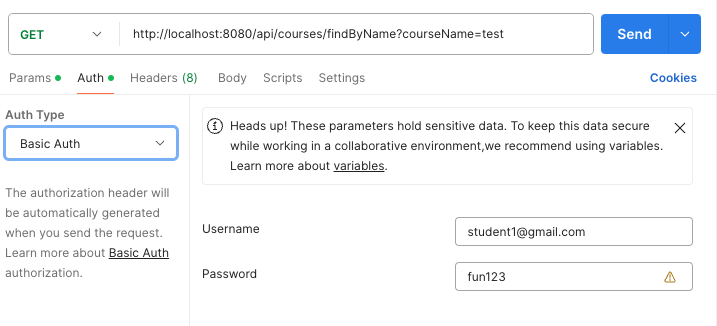 GET http://localhost:8080/api/courses/findByName?courseName=test Send
Params Auth Headers (8) Body Scripts Settings Cookies
Auth Type
Basic Auth
The authorization header will
be automatically generated
when you send the request.
Learn more about Basic Auth
authorization.
Heads up! These parameters hold sensitive data. To keep this data secure
while working in a collaborative environment,we recommend using variables.
Learn more about variables.
Username student1@gmail.com
Password fun123